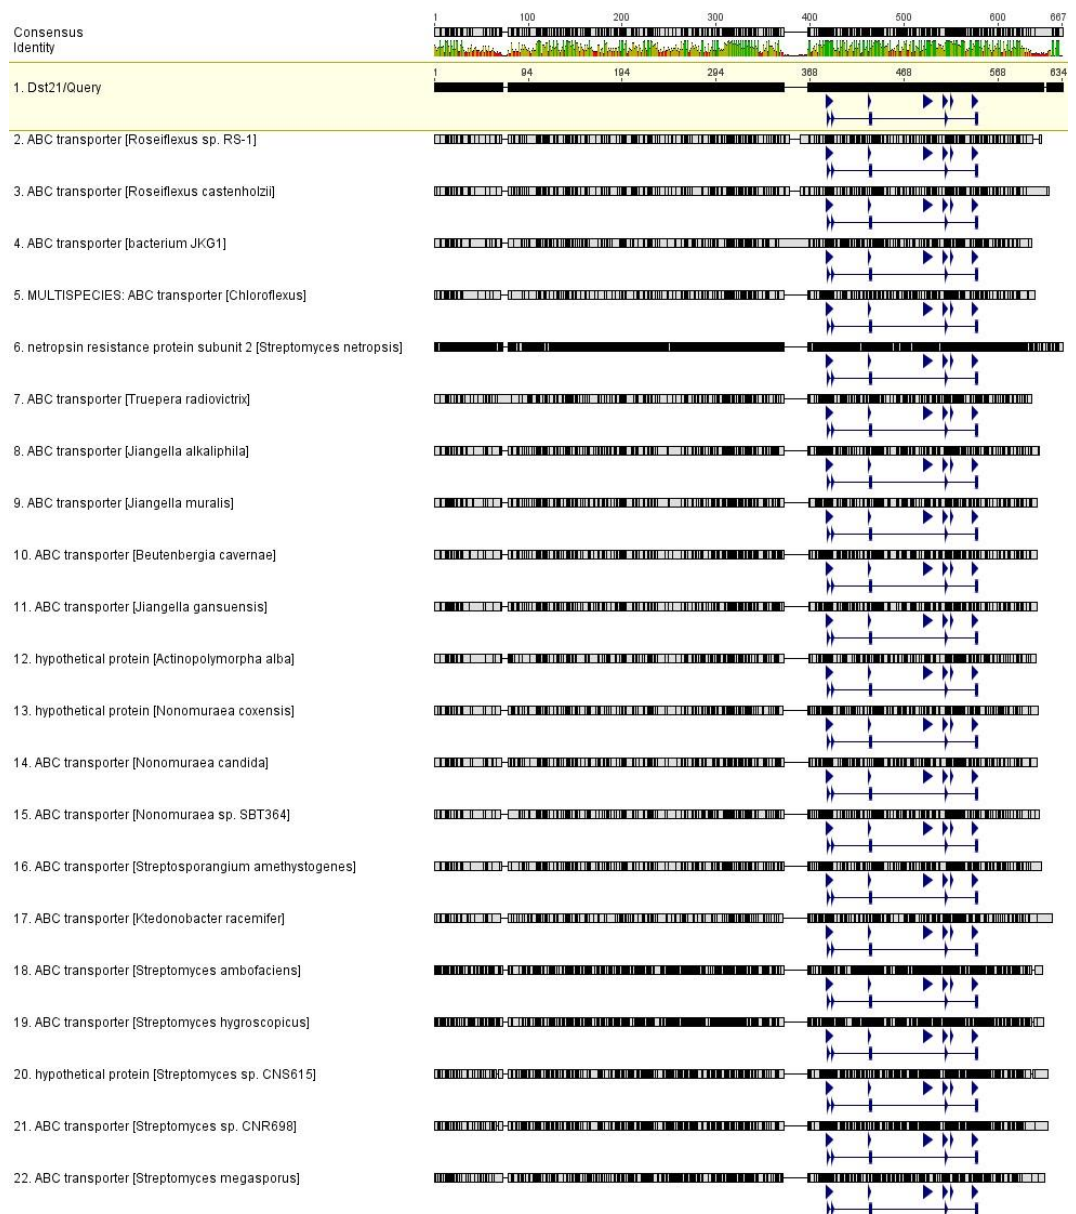 1 100 200 300 400 500 600 667
Consensus
Identity
1 94 194 294 368 468 568 634
1. Dst21/Query
2. ABC transporter [Roseiflexus sp. RS-1]
3. ABC transporter [Roseiflexus castenholzii]
4. ABC transporter [bacterium JKG1]
5. MULTISPECIES: ABC transporter [Chloroflexus]
6. netropsin resistance protein subunit 2 [Streptomyces netropsis]
7. ABC transporter [Truepera radiovictrix]
8. ABC transporter [Jiangella alkaliphila]
9. ABC transporter [Jiangella muralis]
10. ABC transporter [Beutenbergia cavernae]
11. ABC transporter [Jiangella gansuensis]
12. hypothetical protein [Actinopolymorpha alba]
13. hypothetical protein [Nonomuraea coxensis]
14. ABC transporter [Nonomuraea candida]
15. ABC transporter [Nonomuraea sp. SBT364]
16. ABC transporter [Streptosporangium amethystogenes]
17. ABC transporter [Ktedonobacter racemifer]
18. ABC transporter [Streptomyces ambofaciens]
19. ABC transporter [Streptomyces hygroscopicus]
20. hypothetical protein [Streptomyces sp. CNS615]
21. ABC transporter [Streptomyces sp. CNR698]
22. ABC transporter [Streptomyces megasporus]